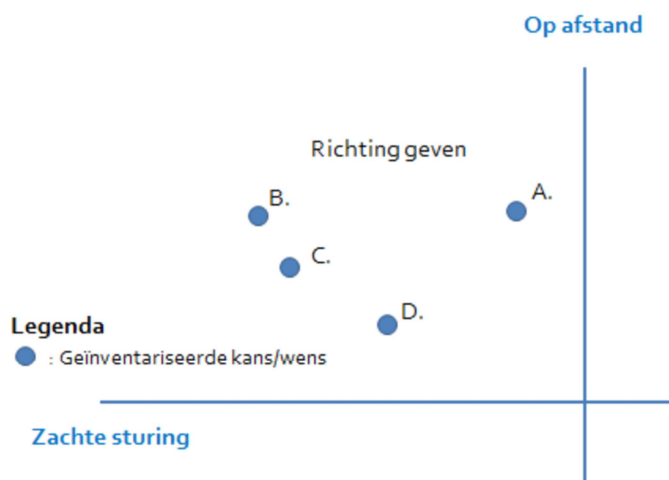 Op afstand
Richting geven
A.
B.
C.
D.
Legenda
: Geïnventariseerde kans/wens
Zachte sturing